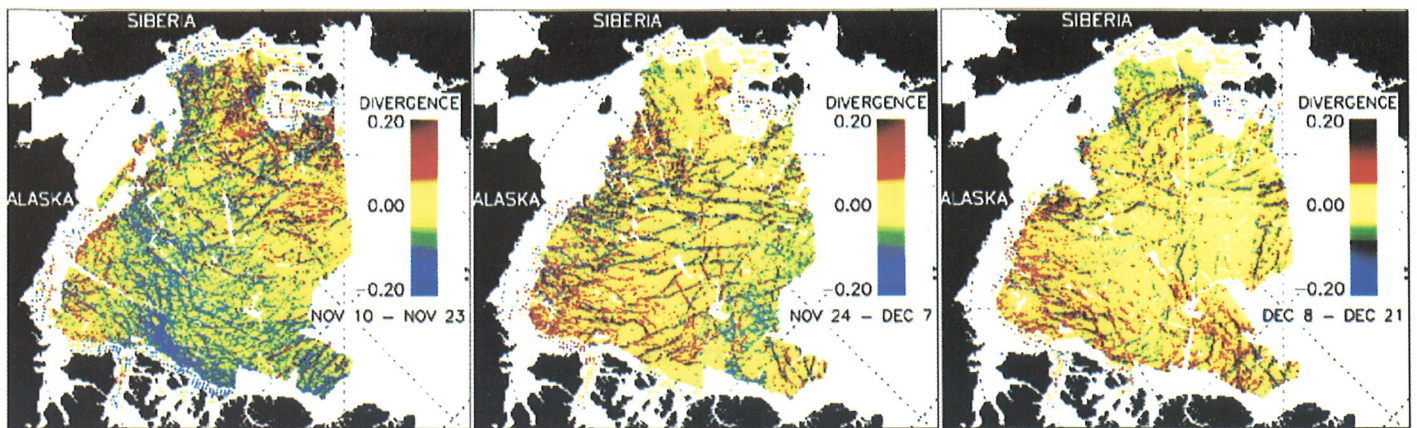 SIBERIA
DIVERGENCE
0.20
ALASKA
0.00
−0.20
NOV 10 − NOV 23
SIBERIA
DIVERGENCE
0.20
ALASKA
0.00
−0.20
NOV 24 − DEC 7
SIBERIA
DIVERGENCE
0.20
ALASKA
0.00
−0.20
DEC 8 − DEC 21